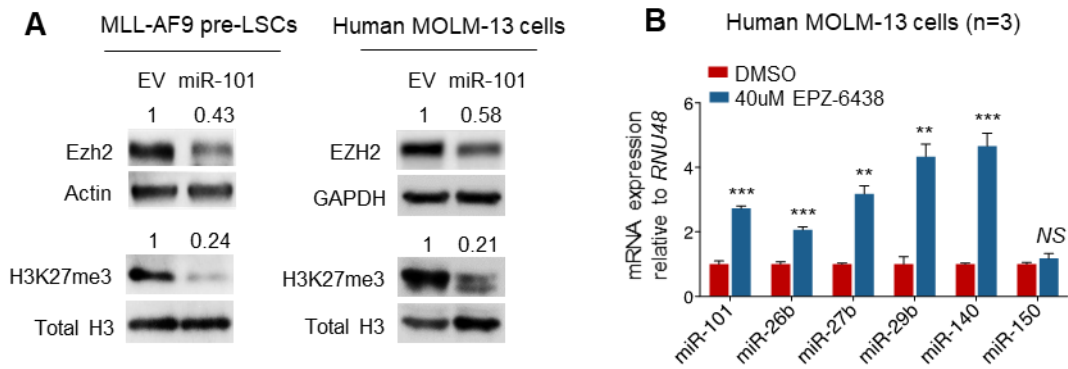 A
MLL-AF9 pre-LSCs
Human MOLM-13 cells
EV miR-101
EV miR-101
1 0.43
1 0.58
Ezh2
EZH2
Actin
GAPDH
1 0.24
1 0.21
H3K27me3
H3K27me3
Total H3
Total H3
B
Human MOLM-13 cells (n=3)
DMSO
40uM EPZ-6438
mRNA expression
relative to RNU48
6
4
2
0
***
***
**
**
***
NS
miR-101
miR-26b
miR-27b
miR-29b
miR-140
miR-150